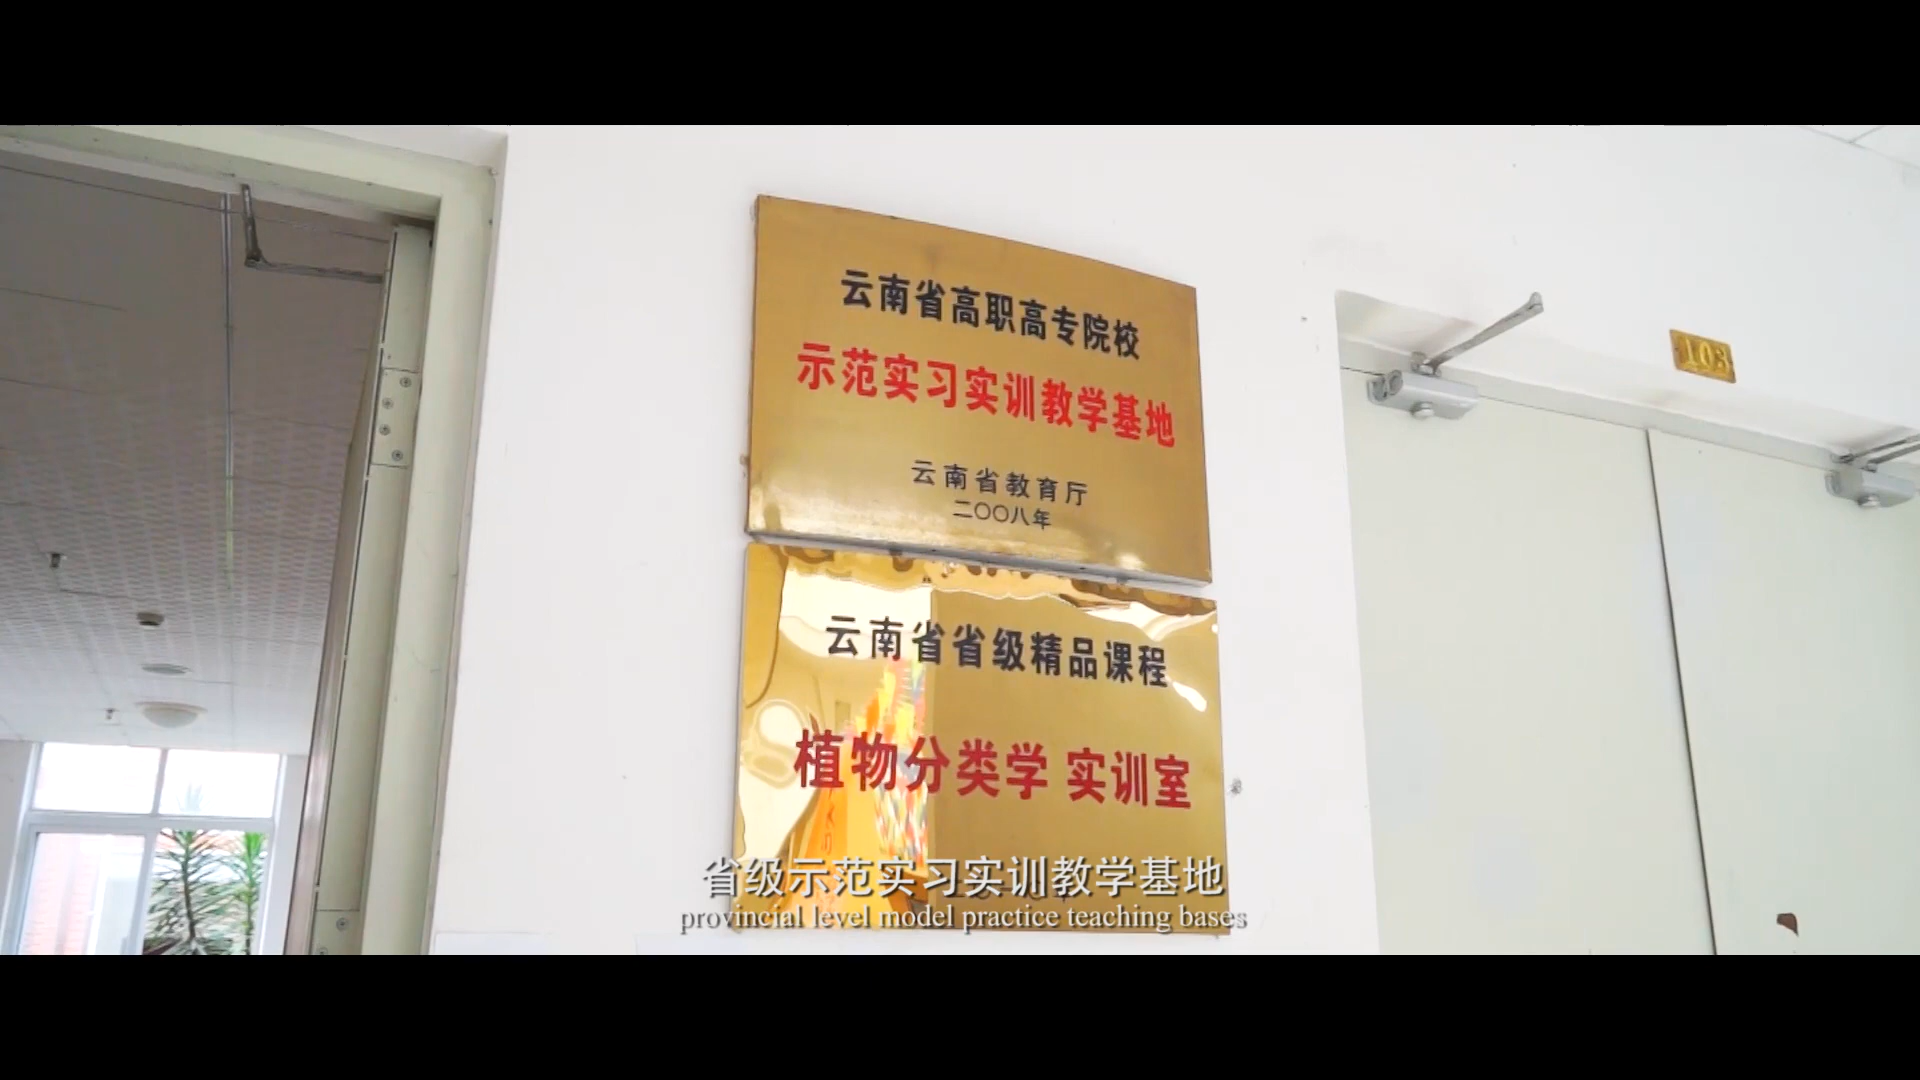 云南省高职高专院校
示范实习实训教学基地
云南省教育厅
二〇〇八年
103
云南省省级精品课程
植物分类学 实训室
省级示范实习实训教学基地
provincial level model practice teaching bases